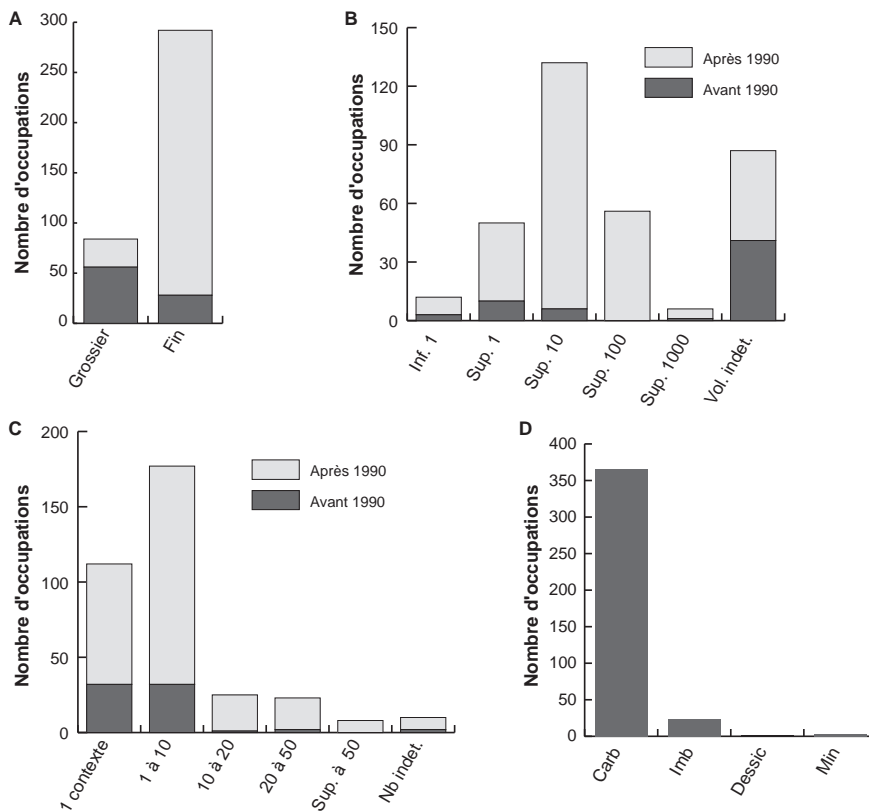 A
Nombre d'occupations
300
250
200
150
100
50
0
Grossier
Fin
B
Nombre d'occupations
150
120
90
60
30
0
Après 1990
Avant 1990
Inf. 1
Sup. 1
Sup. 10
Sup. 100
Sup. 1000
Vol. indet.
C
Nombre d'occupations
200
150
100
50
0
Après 1990
Avant 1990
1 contexte
1 à 10
10 à 20
20 à 50
Sup. à 50
Nb indet.
D
Nombre d'occupations
400
350
300
250
200
150
100
50
0
Carb
Imb
Dessic
Min